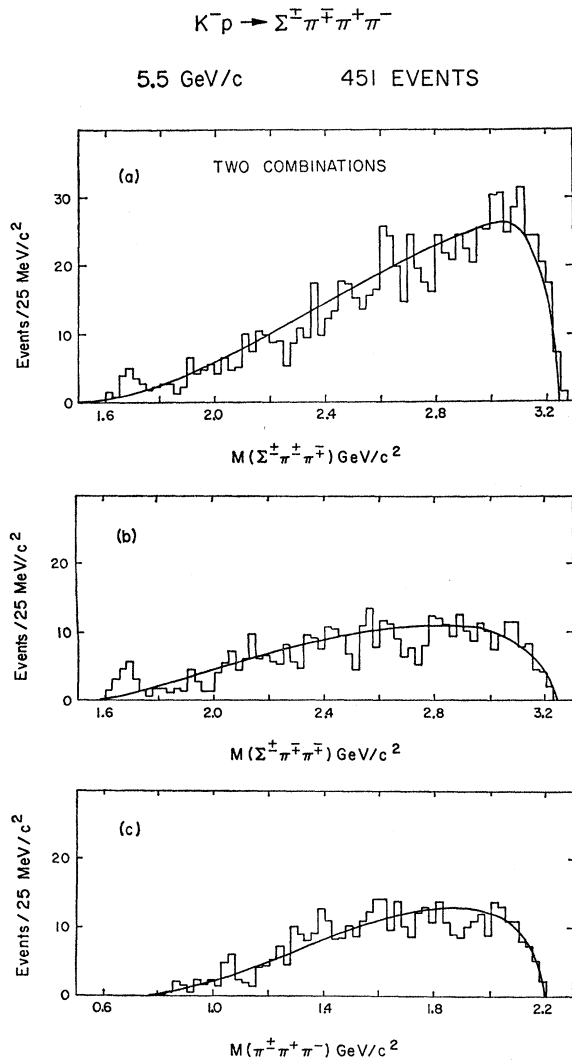 K⁻p → Σ± π∓ π⁺ π⁻
5.5 GeV/c 451 EVENTS
(a) TWO COMBINATIONS
Events/25 MeV/c²
30
20
10
0
1.6 2.0 2.4 2.8 3.2
M(Σ± π± π∓) GeV/c²
(b)
Events/25 MeV/c²
20
10
0
1.6 2.0 2.4 2.8 3.2
M(Σ± π∓ π∓) GeV/c²
(c)
Events/25 MeV/c²
20
10
0
0.6 1.0 1.4 1.8 2.2
M(π± π⁺ π⁻) GeV/c²